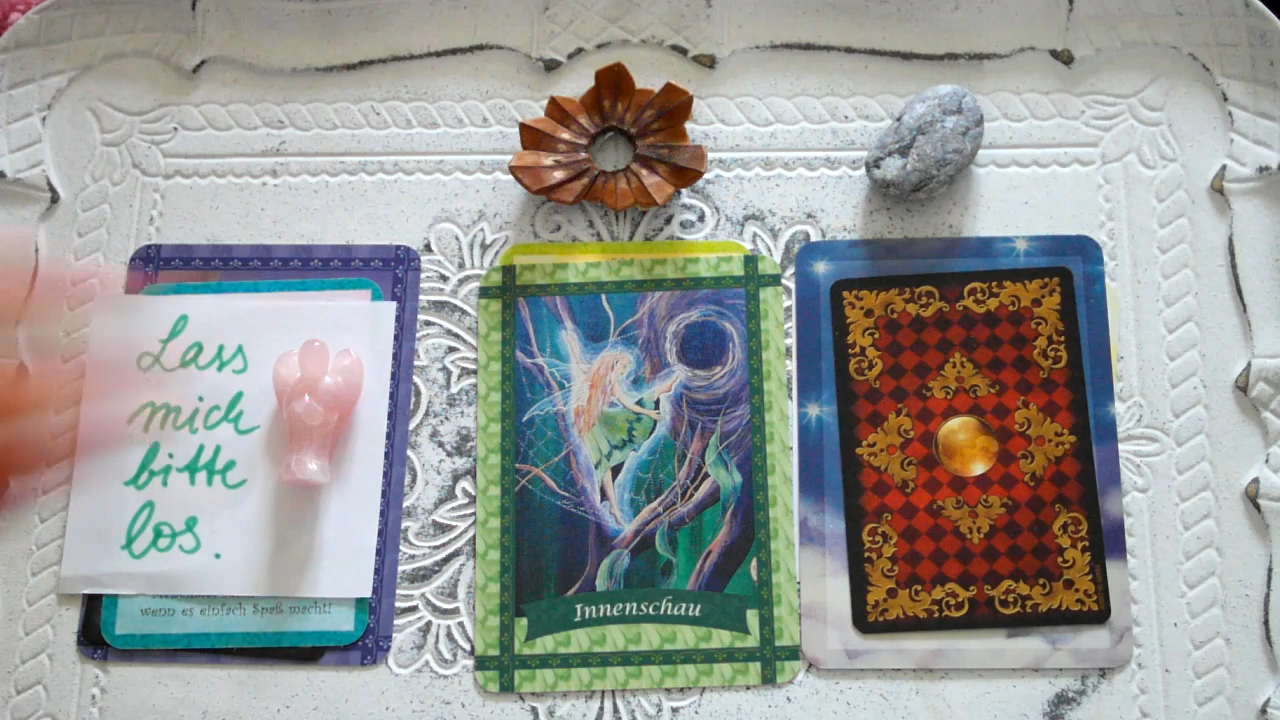 Lass
mich
bitte
los.
wenn es einfach Spaß macht!
Innenschau